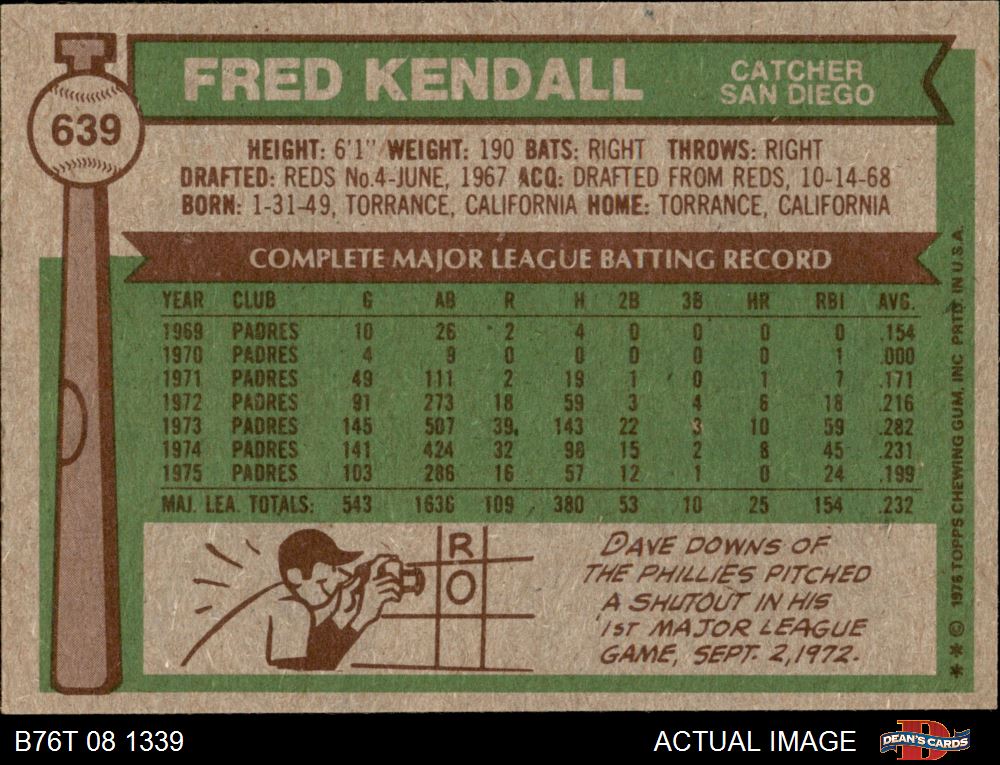 639
FRED KENDALL
CATCHER
SAN DIEGO
HEIGHT: 6'1" WEIGHT: 190 BATS: RIGHT THROWS: RIGHT
DRAFTED: REDS No.4-JUNE, 1967 ACQ: DRAFTED FROM REDS, 10-14-68
BORN: 1-31-49, TORRANCE, CALIFORNIA HOME: TORRANCE, CALIFORNIA
COMPLETE MAJOR LEAGUE BATTING RECORD
YEAR CLUB G AB R H 2B 3B HR RBI AVG.
1969 PADRES 10 26 2 4 0 0 0 0 .154
1970 PADRES 4 9 0 0 0 0 0 1 .000
1971 PADRES 49 111 2 19 1 0 1 7 .171
1972 PADRES 91 273 18 59 3 4 6 18 .216
1973 PADRES 145 507 39 143 22 3 10 59 .282
1974 PADRES 141 424 32 98 15 2 8 45 .231
1975 PADRES 103 286 16 57 12 1 0 24 .199
MAJ. LEA. TOTALS: 543 1636 109 380 53 10 25 154 .232
R
O
DAVE DOWNS OF
THE PHILLIES PITCHED
A SHUTOUT IN HIS
1ST MAJOR LEAGUE
GAME, SEPT. 2, 1972.
** © 1976 TOPPS CHEWING GUM, INC PRTD. IN U.S.A.
B76T 08 1339
ACTUAL IMAGE
D
DEAN'S CARDS